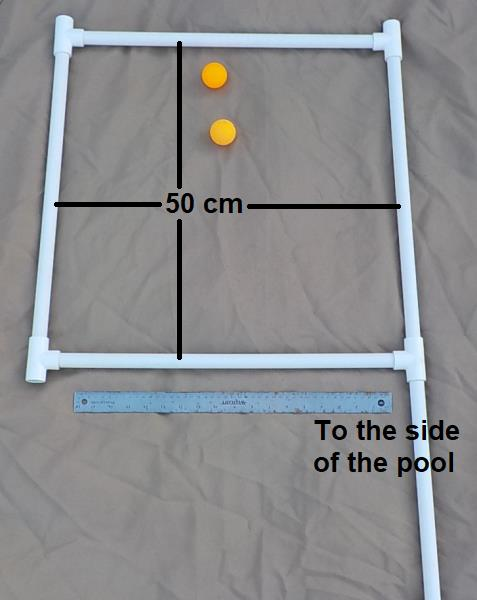 50 cm
To the side
of the pool